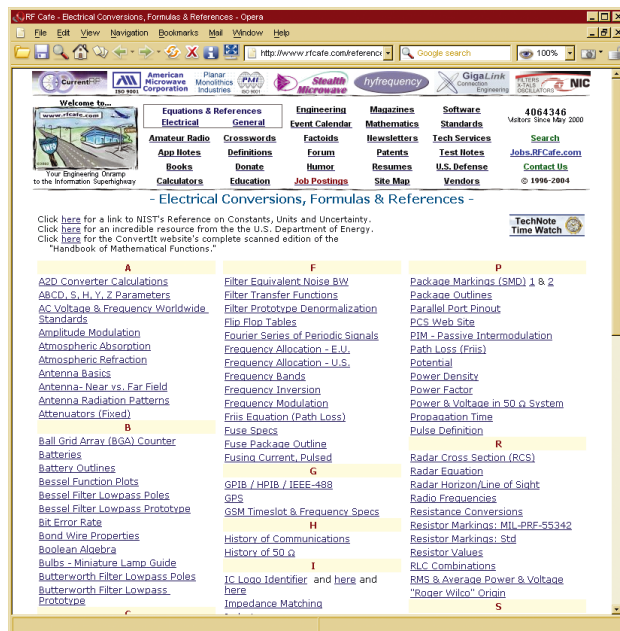 RF Cafe - Electrical Conversions, Formulas & References - Opera
File Edit View Navigation Bookmarks Mail Window Help
http://www.rfcafe.com/reference
Google search
100%
CurrentRF
ISO 9001
American Microwave Corporation
Planar Monolithics Industries
PMI
ISO 9001
Stealth Microwave
hyfrequency
GigaLink
Connection Engineering
FILTERS
X-TALS
OSCILLATORS
NIC
Welcome to...
www.rfcafe.com
Your Engineering Onramp
to the Information Superhighway
Equations & References
Electrical General
Amateur Radio Crosswords
App Notes Definitions
Books Donate
Calculators Education
Engineering Magazines Software
Event Calendar Mathematics Standards
Factoids Newsletters Tech Services
Forum Patents Test Notes
Humor Resumes U.S. Defense
Job Postings Site Map Vendors
4064346
Visitors Since May 2000
Search
Jobs.RFCafe.com
Contact Us
© 1996-2004
- Electrical Conversions, Formulas & References -
Click here for a link to NIST's Reference on Constants, Units and Uncertainty.
Click here for an incredible resource from the the U.S. Department of Energy.
Click here for the ConvertIt website's complete scanned edition of the
"Handbook of Mathematical Functions."
TechNote
Time Watch
A
A2D Converter Calculations
ABCD, S, H, Y, Z Parameters
AC Voltage & Frequency Worldwide
Standards
Amplitude Modulation
Atmospheric Absorption
Atmospheric Refraction
Antenna Basics
Antenna- Near vs. Far Field
Antenna Radiation Patterns
Attenuators (Fixed)
B
Ball Grid Array (BGA) Counter
Batteries
Battery Outlines
Bessel Function Plots
Bessel Filter Lowpass Poles
Bessel Filter Lowpass Prototype
Bit Error Rate
Bond Wire Properties
Boolean Algebra
Bulbs - Miniature Lamp Guide
Butterworth Filter Lowpass Poles
Butterworth Filter Lowpass
Prototype
F
Filter Equivalent Noise BW
Filter Transfer Functions
Filter Prototype Denormalization
Flip Flop Tables
Fourier Series of Periodic Signals
Frequency Allocation - E.U.
Frequency Allocation - U.S.
Frequency Bands
Frequency Inversion
Frequency Modulation
Friis Equation (Path Loss)
Fuse Specs
Fuse Package Outline
Fusing Current, Pulsed
G
GPIB / HPIB / IEEE-488
GPS
GSM Timeslot & Frequency Specs
H
History of Communications
History of 50 Ω
I
IC Logo Identifier and here and
here
Impedance Matching
P
Package Markings (SMD) 1 & 2
Package Outlines
Parallel Port Pinout
PCS Web Site
PIM - Passive Intermodulation
Path Loss (Friis)
Potential
Power Density
Power Factor
Power & Voltage in 50 Ω System
Propagation Time
Pulse Definition
R
Radar Cross Section (RCS)
Radar Equation
Radar Horizon/Line of Sight
Radio Frequencies
Resistance Conversions
Resistor Markings: MIL-PRF-55342
Resistor Markings: Std
Resistor Values
RLC Combinations
RMS & Average Power & Voltage
"Roger Wilco" Origin
S